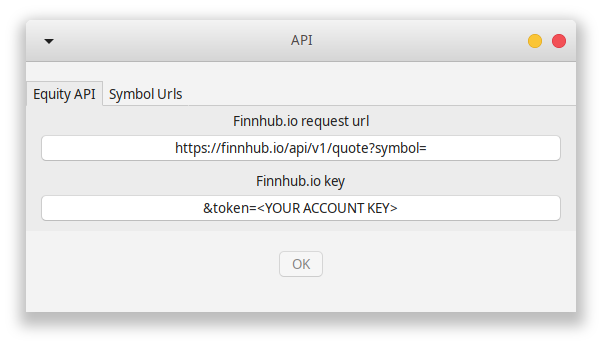 API
Equity API Symbol Urls
Finnhub.io request url
https://finnhub.io/api/v1/quote?symbol=
Finnhub.io key
&token=<YOUR ACCOUNT KEY>
OK